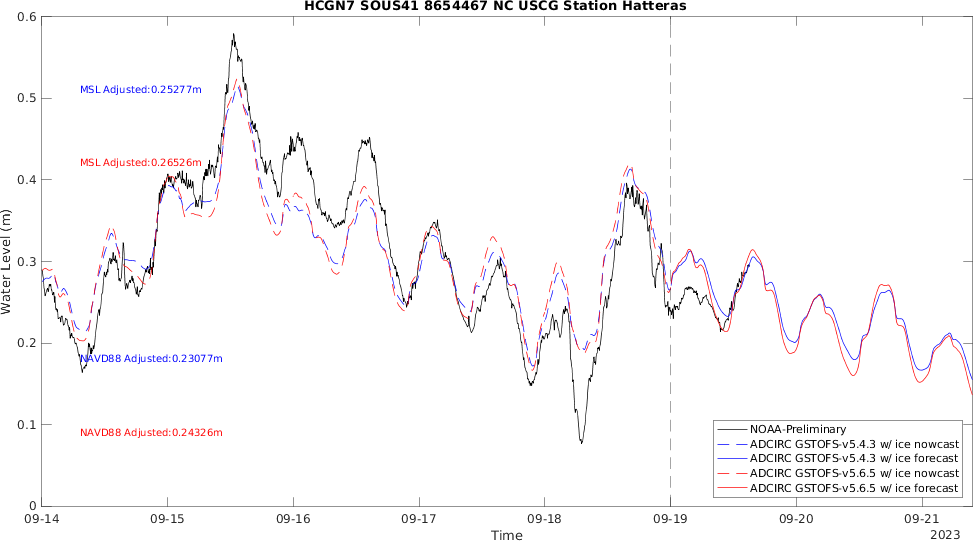 HCGN7 SOUS41 8654467 NC USCG Station Hatteras
0.6
0.5
0.4
0.3
0.2
0.1
0
Water Level (m)
MSL Adjusted:0.25277m
MSL Adjusted:0.26526m
NAVD88 Adjusted:0.23077m
NAVD88 Adjusted:0.24326m
NOAA-Preliminary
ADCIRC GSTOFS-v5.4.3 w/ ice nowcast
ADCIRC GSTOFS-v5.4.3 w/ ice forecast
ADCIRC GSTOFS-v5.6.5 w/ ice nowcast
ADCIRC GSTOFS-v5.6.5 w/ ice forecast
09-14 09-15 09-16 09-17 09-18 09-19 09-20 09-21
2023
Time